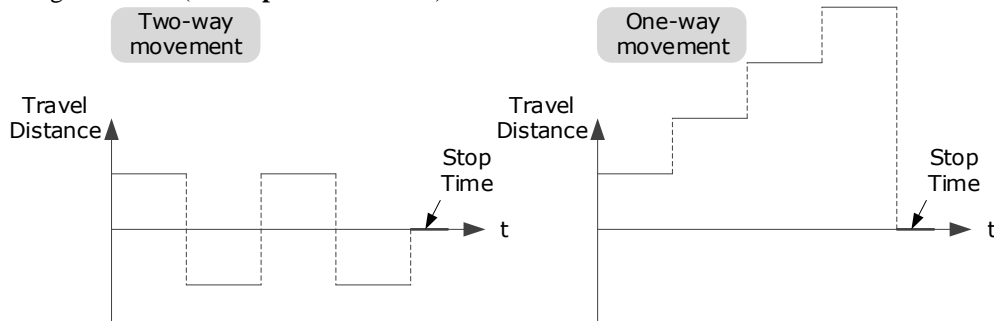 Two-way
movement
Travel
Distance
Stop
Time
t
One-way
movement
Travel
Distance
Stop
Time
t